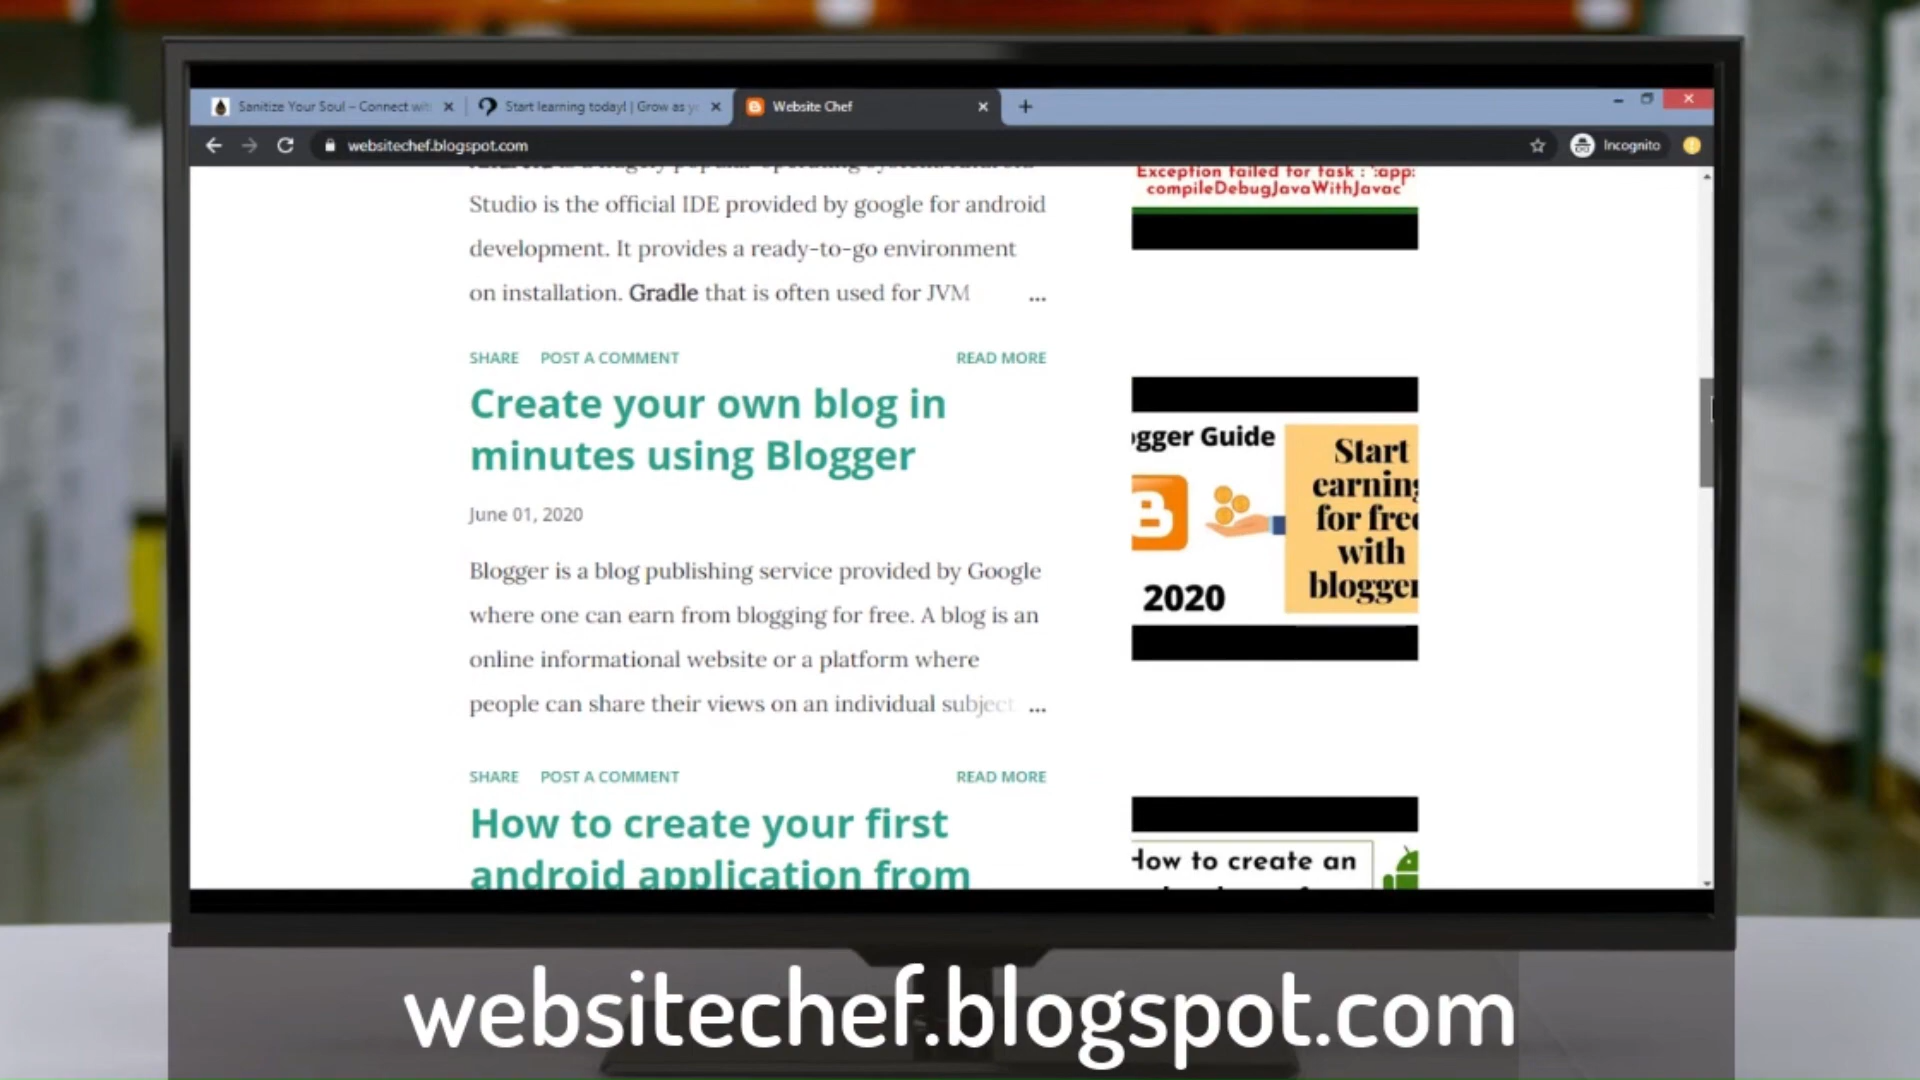 Sanitize Your Soul – Connect wit
Start learning today! | Grow as yo
Website Chef
websitechef.blogspot.com
Incognito
Studio is the official IDE provided by google for android
development. It provides a ready-to-go environment
on installation. Gradle that is often used for JVM ...
SHARE POST A COMMENT READ MORE
Create your own blog in
minutes using Blogger
June 01, 2020
Blogger is a blog publishing service provided by Google
where one can earn from blogging for free. A blog is an
online informational website or a platform where
people can share their views on an individual subject ...
SHARE POST A COMMENT READ MORE
How to create your first
android application from
Exception failed for task : ':app:
compileDebugJavaWithJavac'
ogger Guide
2020
Start
earning
for free
with
blogger
How to create an
websitechef.blogspot.com